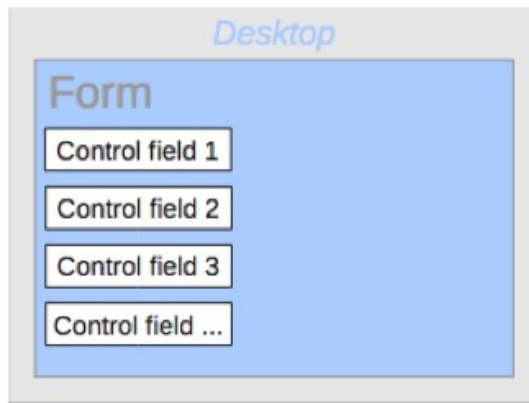 Desktop
Form
Control field 1
Control field 2
Control field 3
Control field ...